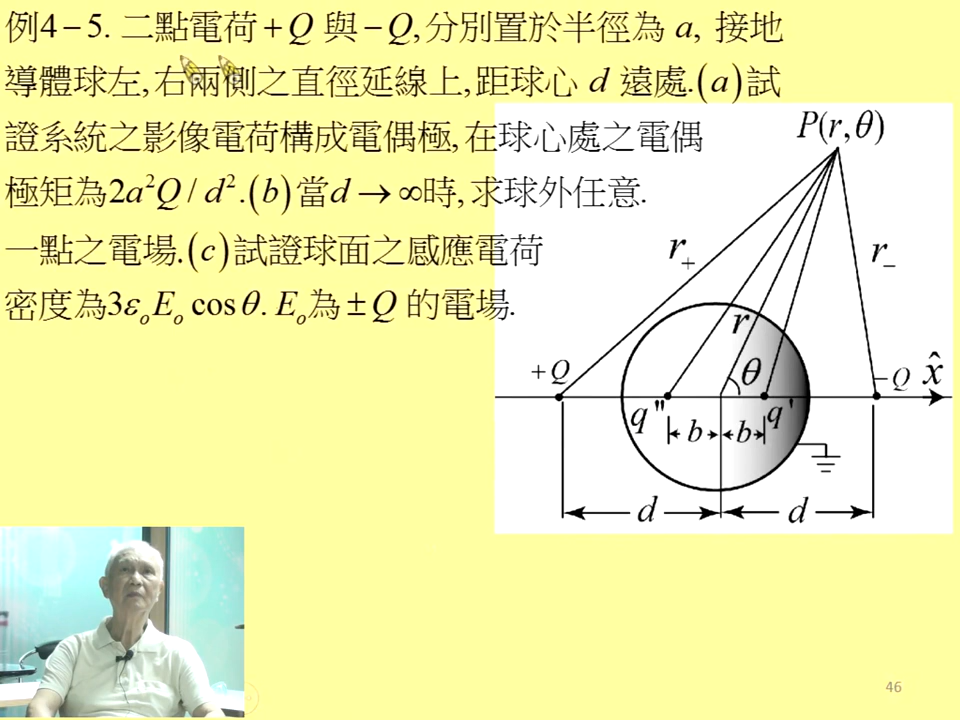 例4－5. 二點電荷＋Q 與－Q,分別置於半徑為 a, 接地
導體球左,右兩側之直徑延線上,距球心 d 遠處.(a)試
證系統之影像電荷構成電偶極,在球心處之電偶
極矩為2a²Q / d².(b)當d → ∞時,求球外任意.
一點之電場.(c)試證球面之感應電荷
密度為3ε₀E₀ cosθ. E₀為±Q 的電場.
P(r,θ)
r₊
r₋
r
+Q
θ
−Q
x̂
q"
q'
b
b
d
d
46